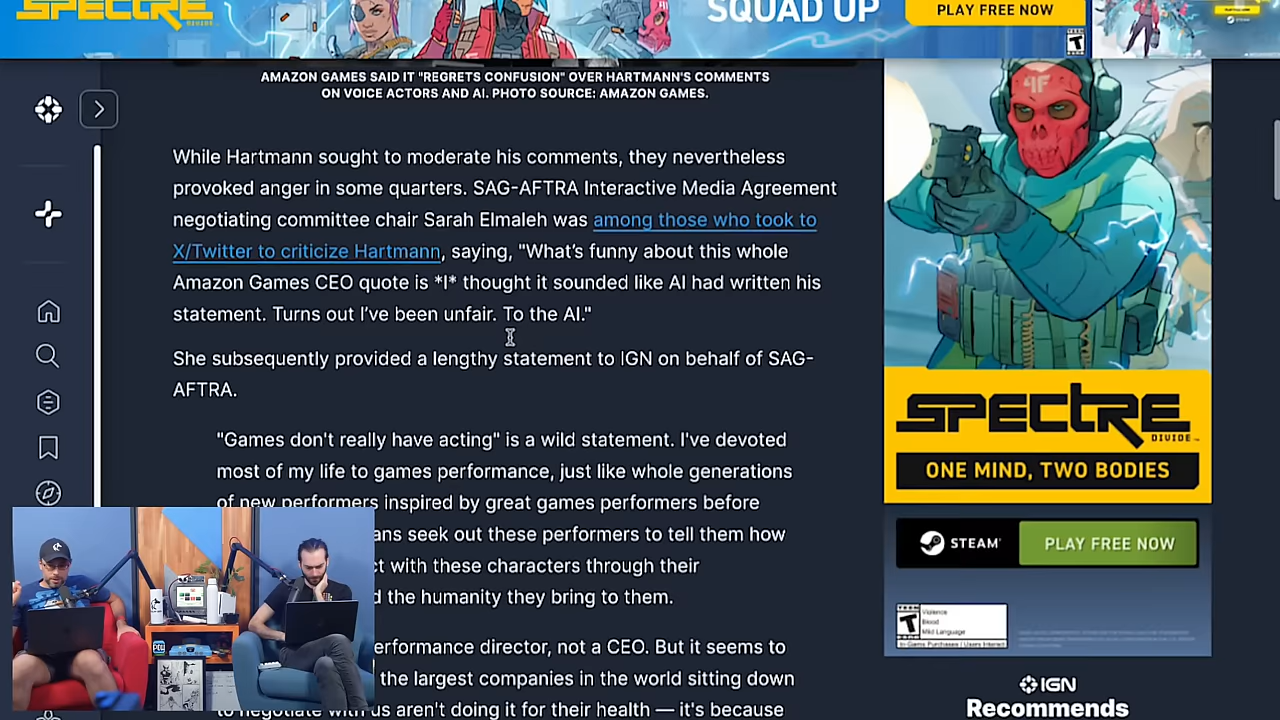 SPECTRE
SQUAD UP
PLAY FREE NOW
STEAM
AMAZON GAMES SAID IT "REGRETS CONFUSION" OVER HARTMANN'S COMMENTS
ON VOICE ACTORS AND AI. PHOTO SOURCE: AMAZON GAMES.
While Hartmann sought to moderate his comments, they nevertheless
provoked anger in some quarters. SAG-AFTRA Interactive Media Agreement
negotiating committee chair Sarah Elmaleh was among those who took to
X/Twitter to criticize Hartmann, saying, "What's funny about this whole
Amazon Games CEO quote is *I* thought it sounded like AI had written his
statement. Turns out I've been unfair. To the AI."
She subsequently provided a lengthy statement to IGN on behalf of SAG-
AFTRA.
"Games don't really have acting" is a wild statement. I've devoted
most of my life to games performance, just like whole generations
of new performers inspired by great games performers before
ans seek out these performers to tell them how
ct with these characters through their
d the humanity they bring to them.
erformance director, not a CEO. But it seems to
the largest companies in the world sitting down
to negotiate with us aren't doing it for their health — it's because
SPECTRE
DIVIDE
ONE MIND, TWO BODIES
STEAM
PLAY FREE NOW
TEEN
T
Violence
Blood
Mild Language
In-Game Purchases / Users Interact
IGN
Recommends